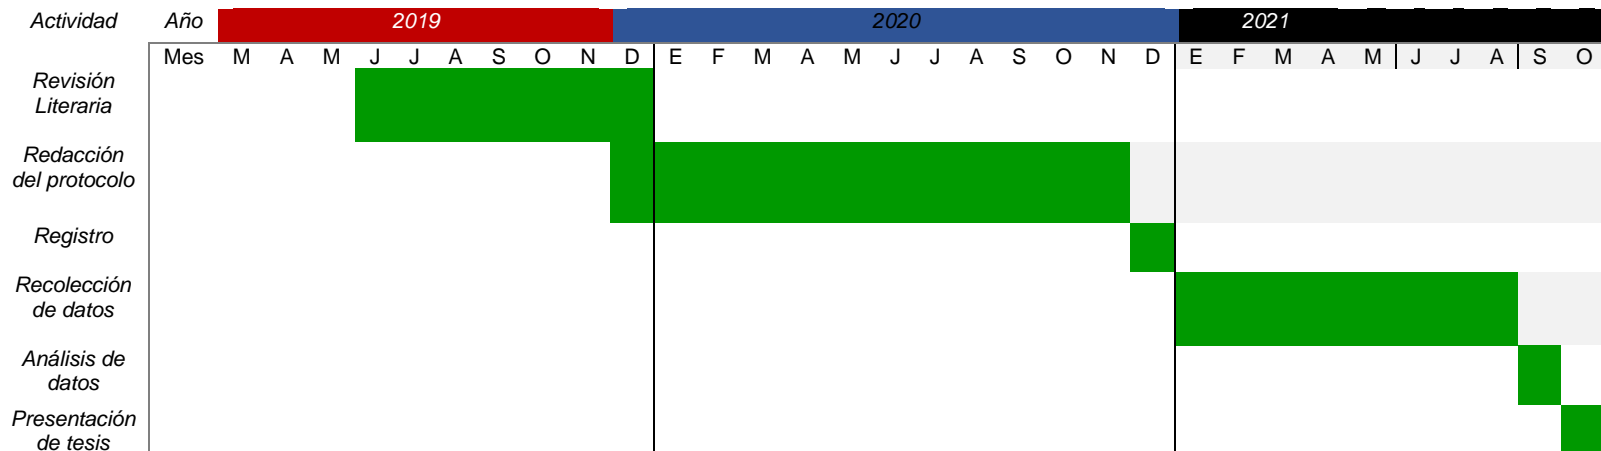 Actividad Año 2019 2020 2021
Mes M A M J J A S O N D E F M A M J J A S O N D E F M A M J J A S O
Revisión
Literaria
Redacción
del protocolo
Registro
Recolección
de datos
Análisis de
datos
Presentación
de tesis